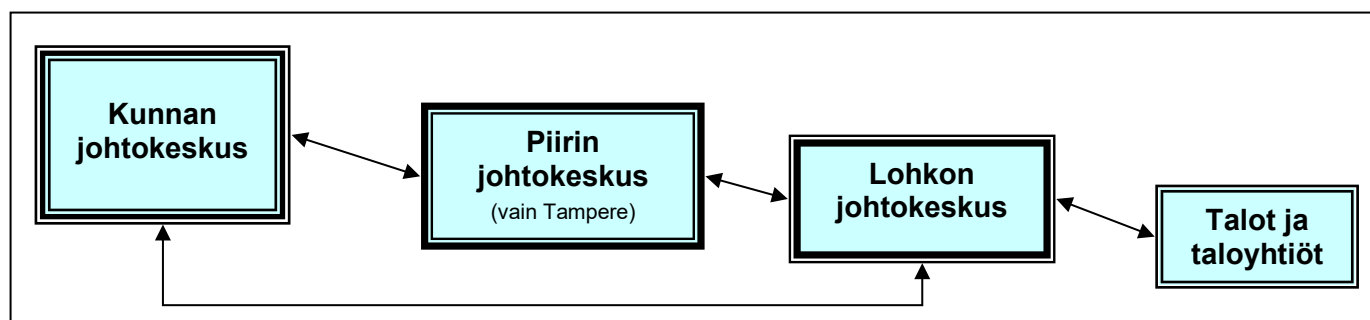 Kunnan
johtokeskus
Piirin
johtokeskus
(vain Tampere)
Lohkon
johtokeskus
Talot ja
taloyhtiöt